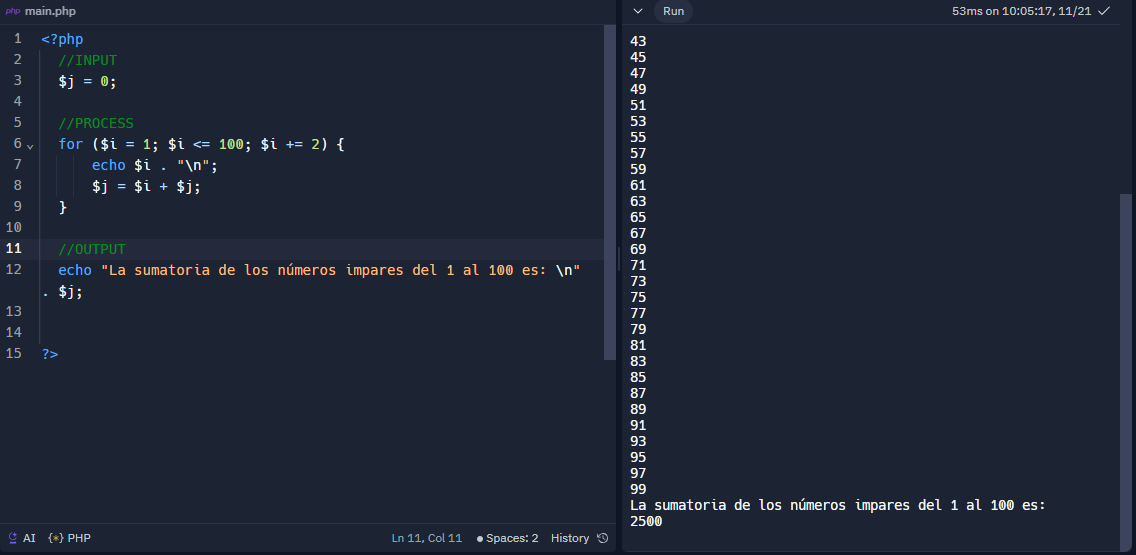 php main.php
1 <?php
2 //INPUT
3 $j = 0;
4
5 //PROCESS
6 for ($i = 1; $i <= 100; $i += 2) {
7 echo $i . "\n";
8 $j = $i + $j;
9 }
10
11 //OUTPUT
12 echo "La sumatoria de los números impares del 1 al 100 es: \n"
. $j;
13
14
15 ?>
AI {*} PHP
Ln 11, Col 11 Spaces: 2 History
Run 53ms on 10:05:17, 11/21
43
45
47
49
51
53
55
57
59
61
63
65
67
69
71
73
75
77
79
81
83
85
87
89
91
93
95
97
99
La sumatoria de los números impares del 1 al 100 es:
2500